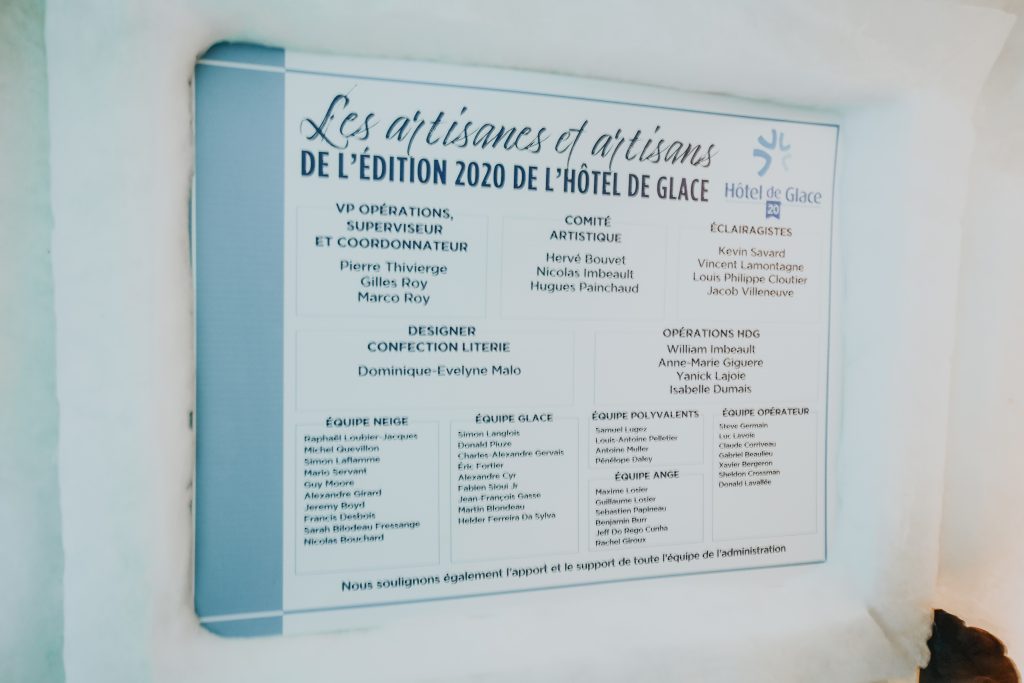 Les artisanes et artisans
DE L'ÉDITION 2020 DE L'HÔTEL DE GLACE
Hôtel de Glace
20
VP OPÉRATIONS,
SUPERVISEUR
ET COORDONNATEUR
Pierre Thivierge
Gilles Roy
Marco Roy
COMITÉ
ARTISTIQUE
Hervé Bouvet
Nicolas Imbeault
Hugues Painchaud
ÉCLAIRAGISTES
Kevin Savard
Vincent Lamontagne
Louis Philippe Cloutier
Jacob Villeneuve
DESIGNER
CONFECTION LITERIE
Dominique-Evelyne Malo
OPÉRATIONS HDG
William Imbeault
Anne-Marie Giguere
Yanick Lajoie
Isabelle Dumais
ÉQUIPE NEIGE
Raphaël Loubier-Jacques
Michel Quevillon
Simon Laflamme
Mario Servant
Guy Moore
Alexandre Girard
Jeremy Boyd
Francis Desbois
Sarah Bilodeau Fressange
Nicolas Bouchard
ÉQUIPE GLACE
Simon Langlois
Donald Pluze
Charles-Alexandre Gervais
Éric Fortier
Alexandre Cyr
Fabien Sioui Jr
Jean-François Gasse
Martin Blondeau
Helder Ferreira Da Sylva
ÉQUIPE POLYVALENTS
Samuel Lugez
Louis-Antoine Pelletier
Antoine Muller
Pénélope Daley
ÉQUIPE ANGE
Maxime Losier
Guillaume Losier
Sebastien Papineau
Benjamin Burr
Jeff Do Rego Cunha
Rachel Giroux
ÉQUIPE OPÉRATEUR
Steve Germain
Luc Lavoie
Claude Corriveau
Gabriel Beaulieu
Xavier Bergeron
Sheldon Crossman
Donald Lavallée
Nous soulignons également l'apport et le support de toute l'équipe de l'administration